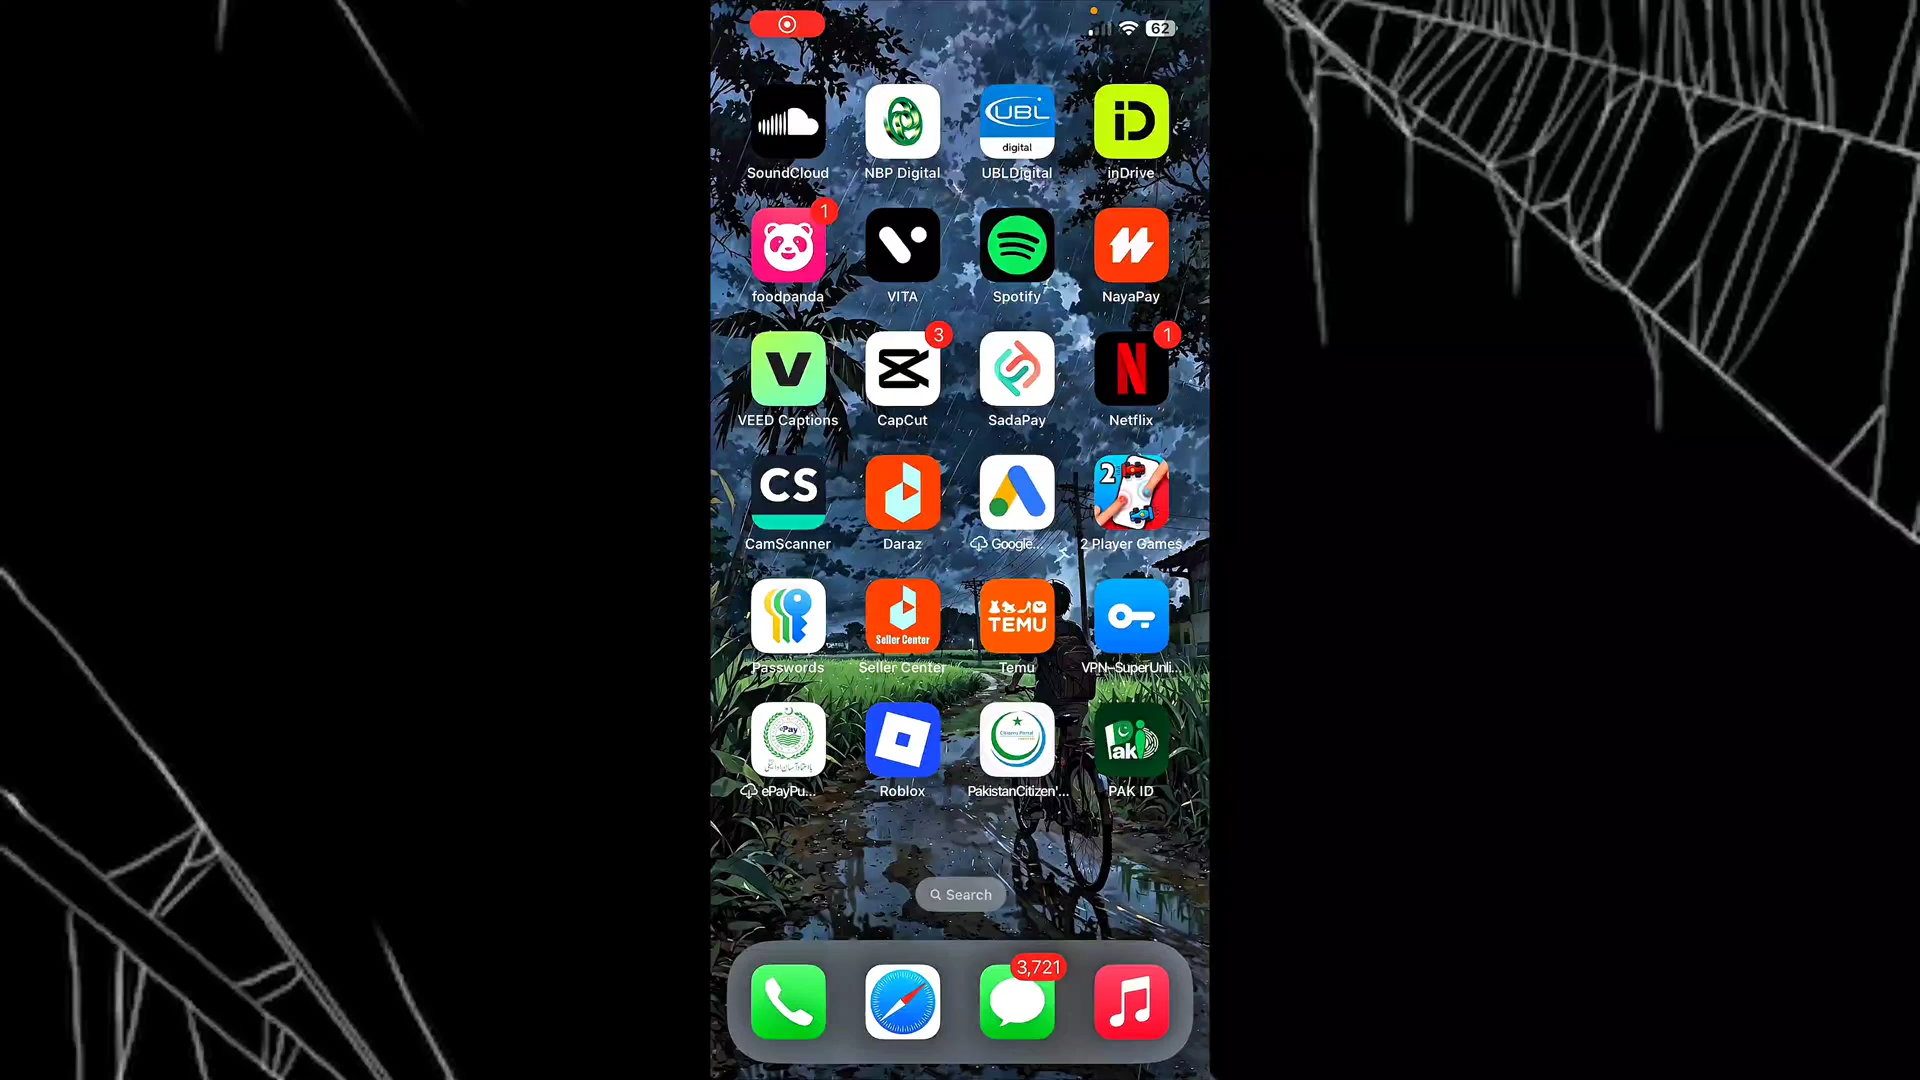 62
UBL
digital
iD
SoundCloud
NBP Digital
UBLDigital
inDrive
1
foodpanda
VITA
Spotify
NayaPay
V
3
N
1
VEED Captions
CapCut
SadaPay
Netflix
CS
2
CamScanner
Daraz
Google...
2 Player Games
Seller Center
TEMU
Passwords
Seller Center
Temu
VPN-SuperUnli...
ePay
Citizens Portal
Pak
ePayPu...
Roblox
PakistanCitizen'...
PAK ID
Search
3,721